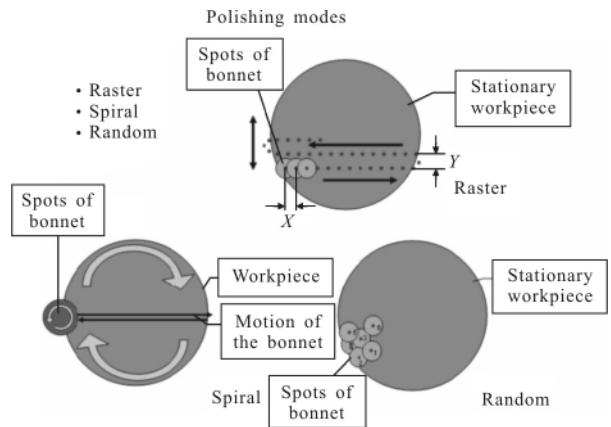 Polishing modes
Spots of
bonnet
• Raster
• Spiral
• Random
Stationary
workpiece
Y
Raster
X
Spots of
bonnet
Workpiece
Motion of
the bonnet
Spiral
Stationary
workpiece
Spots of
bonnet
Random